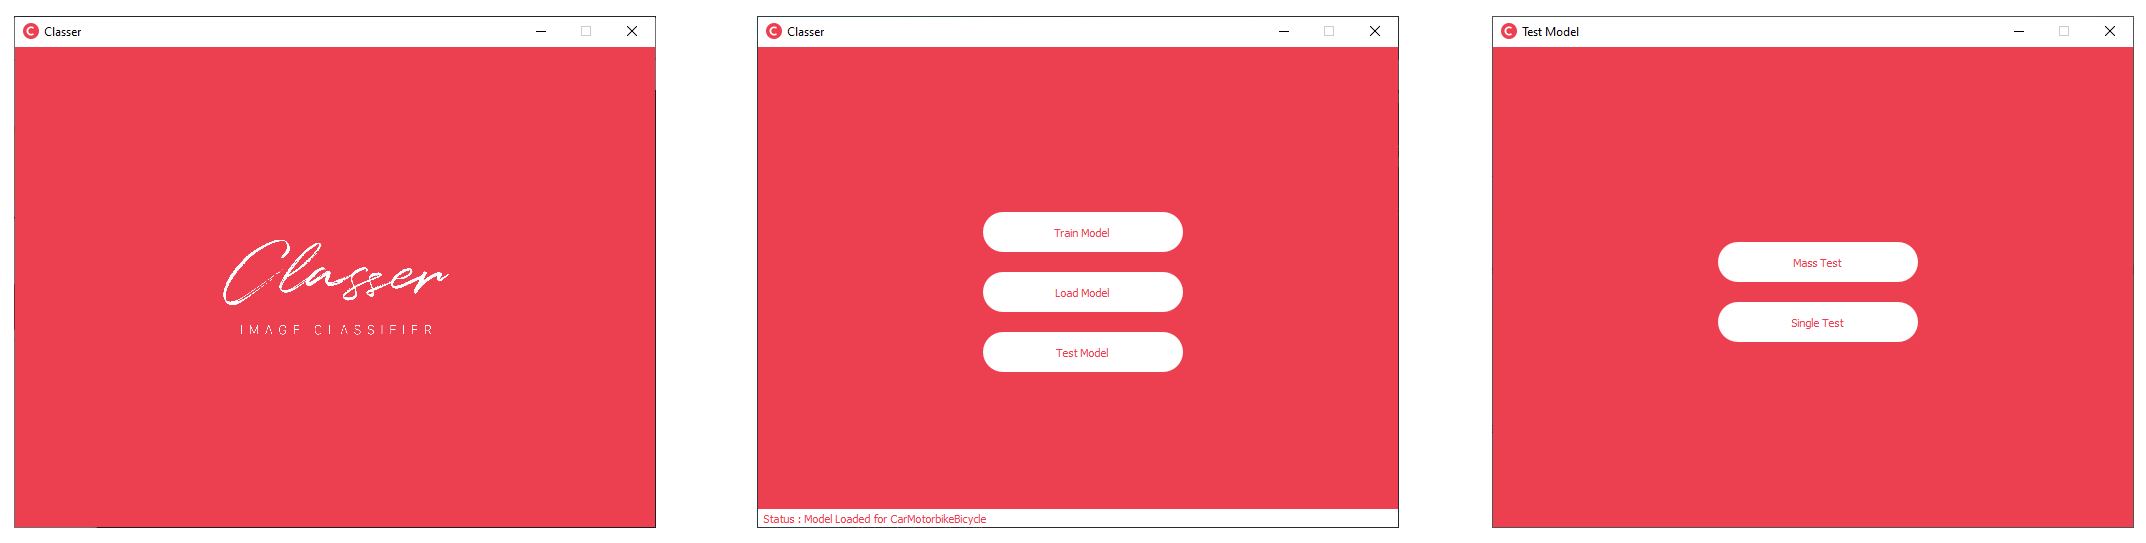 Classer
Classer
IMAGE CLASSIFIER
Classer
Train Model
Load Model
Test Model
Status : Model Loaded for CarMotorbikeBicycle
Test Model
Mass Test
Single Test